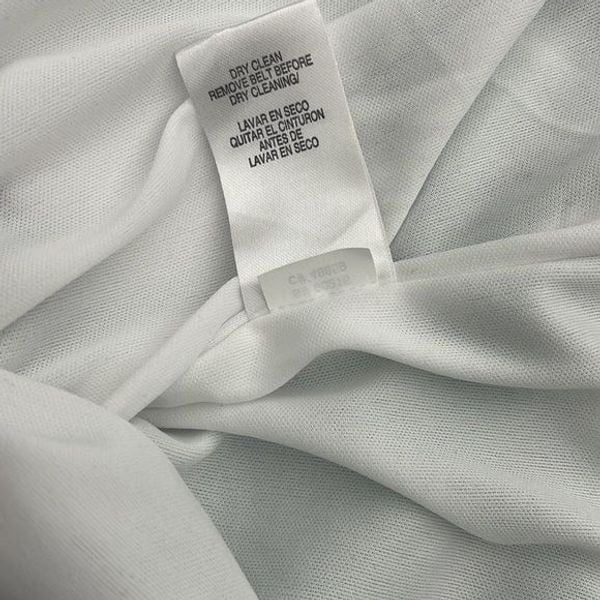 DRY CLEAN
REMOVE BELT BEFORE
DRY CLEANING/
LAVAR EN SECO
QUITAR EL CINTURON
ANTES DE
LAVAR EN SECO